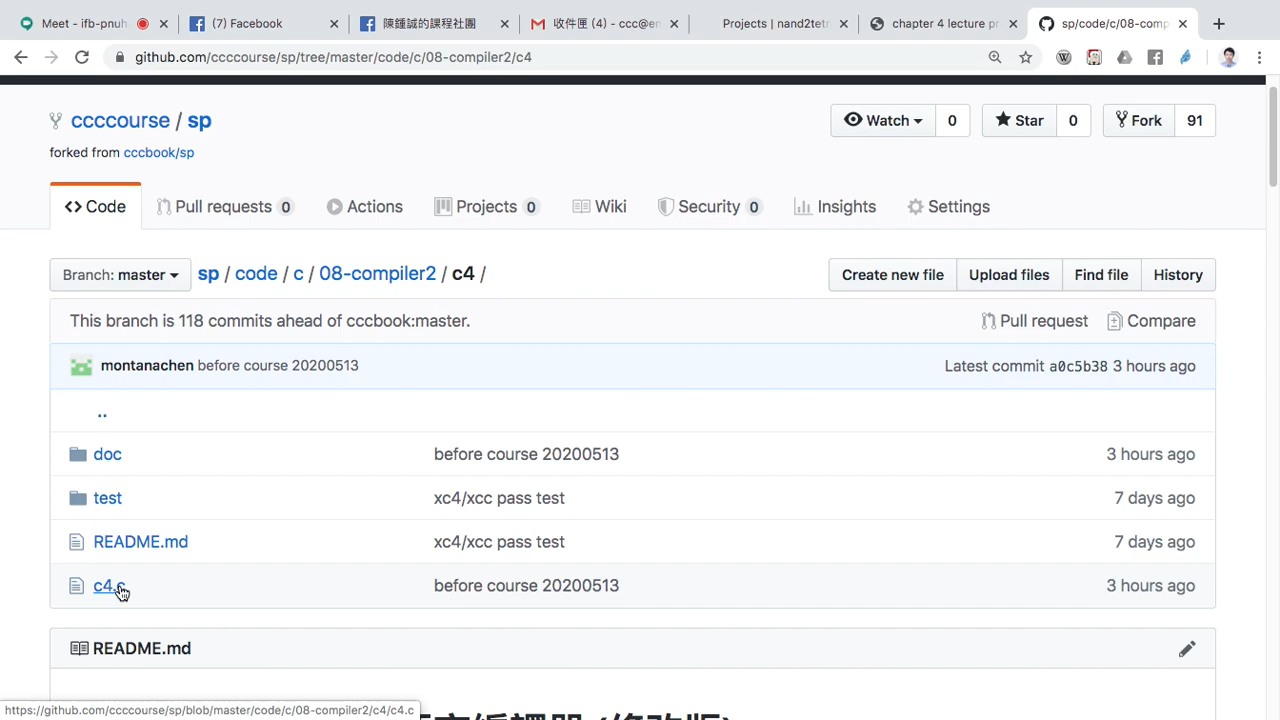 Meet - ifb-pnuh
(7) Facebook
陳鍾誠的課程社團
收件匣 (4) - ccc@en
Projects | nand2tetr
chapter 4 lecture pr
sp/code/c/08-comp
github.com/ccccourse/sp/tree/master/code/c/08-compiler2/c4
ccccourse / sp
Watch 0
Star 0
Fork 91
forked from cccbook/sp
Code
Pull requests 0
Actions
Projects 0
Wiki
Security 0
Insights
Settings
Branch: master
sp / code / c / 08-compiler2 / c4 /
Create new file
Upload files
Find file
History
This branch is 118 commits ahead of cccbook:master.
Pull request
Compare
montanachen before course 20200513
Latest commit a0c5b38 3 hours ago
..
doc before course 20200513 3 hours ago
test xc4/xcc pass test 7 days ago
README.md xc4/xcc pass test 7 days ago
c4.c before course 20200513 3 hours ago
README.md
https://github.com/ccccourse/sp/blob/master/code/c/08-compiler2/c4/c4.c